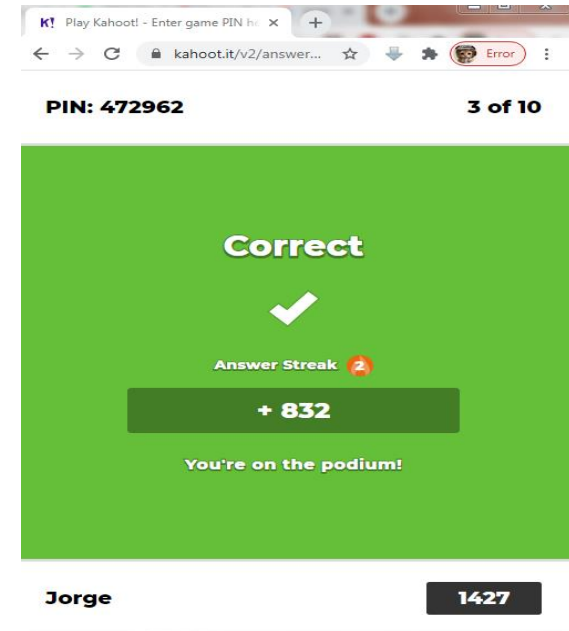 K! Play Kahoot! - Enter game PIN he
kahoot.it/v2/answer... Error
PIN: 472962 3 of 10
Correct
Answer Streak 2
+ 832
You're on the podium!
Jorge 1427